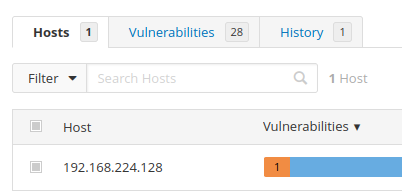 Hosts 1 Vulnerabilities 28 History 1
Filter Search Hosts 1 Host
Host Vulnerabilities
192.168.224.128 1